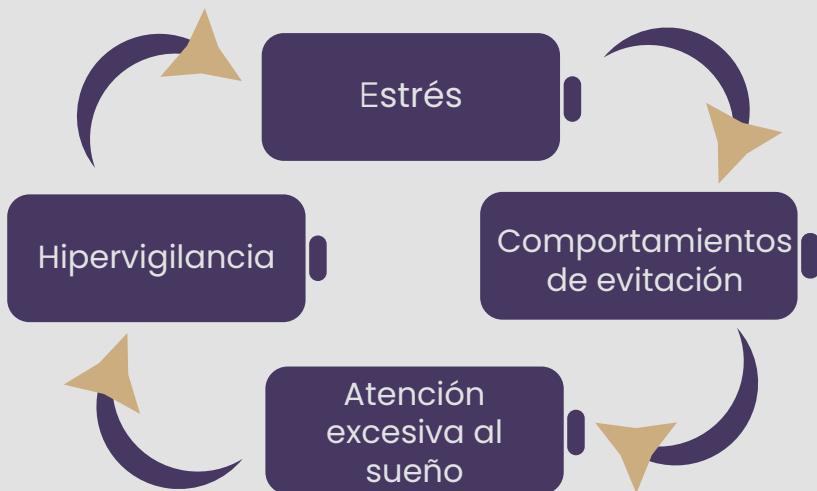 Estrés
Hipervigilancia
Comportamientos
de evitación
Atención
excesiva al
sueño